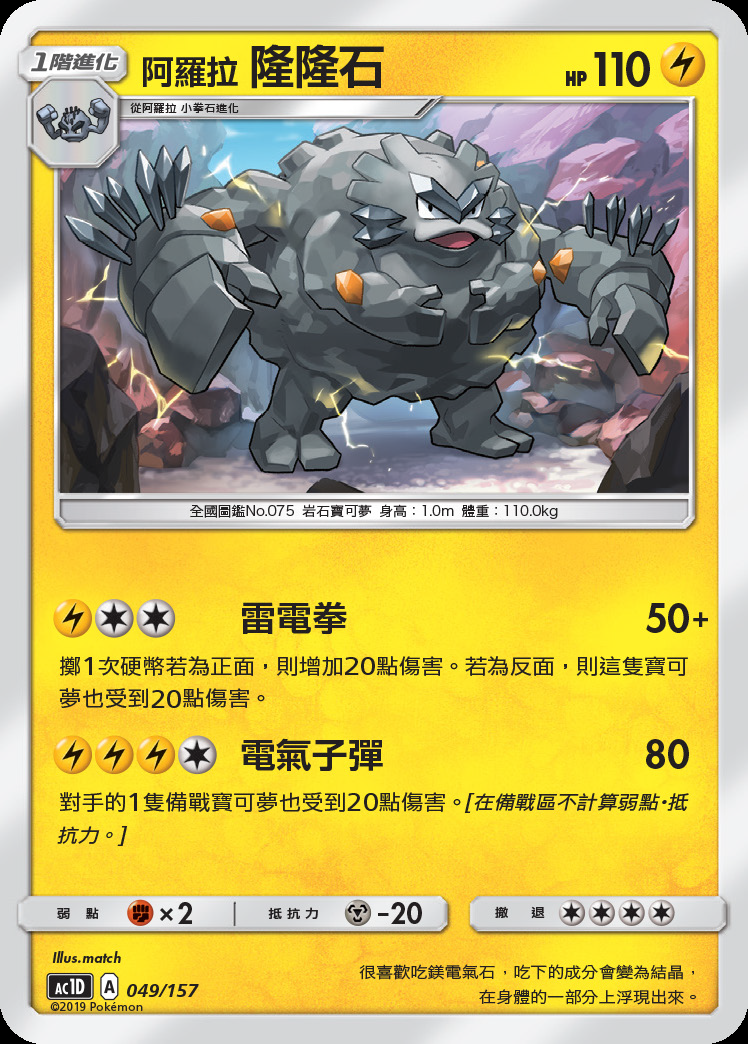 1階進化
阿羅拉 隆隆石
HP 110
從阿羅拉 小拳石進化
全國圖鑑No.075 岩石寶可夢 身高：1.0m 體重：110.0kg
雷電拳 50+
擲1次硬幣若為正面，則增加20點傷害。若為反面，則這隻寶可
夢也受到20點傷害。
電氣子彈 80
對手的1隻備戰寶可夢也受到20點傷害。[在備戰區不計算弱點・抵
抗力。]
弱點 ×2 抵抗力 -20 撤退
Illus.match
AC1D A 049/157
©2019 Pokémon
很喜歡吃鎂電氣石，吃下的成分會變為結晶，
在身體的一部分上浮現出來。